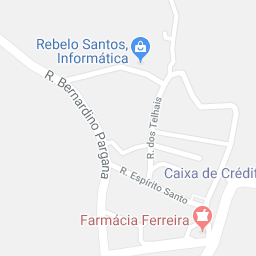 Rebelo Santos,
Informática
R. Bernardino Pargana
R. dos Telhais
R. Espírito Santo
Caixa de Crédit
Farmácia Ferreira